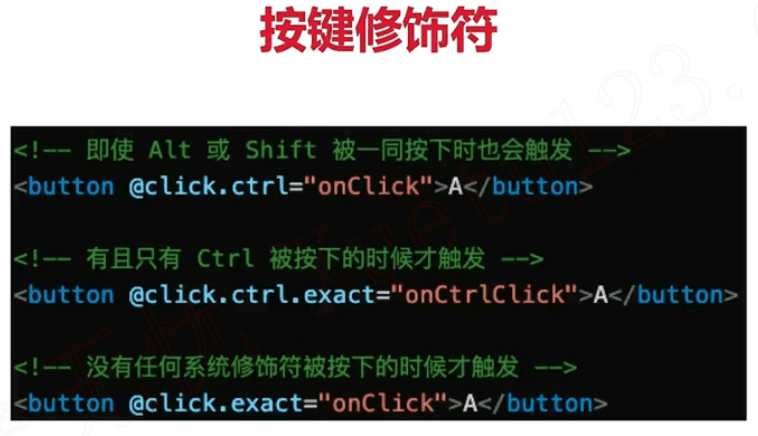 按键修饰符
<!-- 即使 Alt 或 Shift 被一同按下时也会触发 -->
<button @click.ctrl="onClick">A</button>
<!-- 有且只有 Ctrl 被按下的时候才触发 -->
<button @click.ctrl.exact="onCtrlClick">A</button>
<!-- 没有任何系统修饰符被按下的时候才触发 -->
<button @click.exact="onClick">A</button>